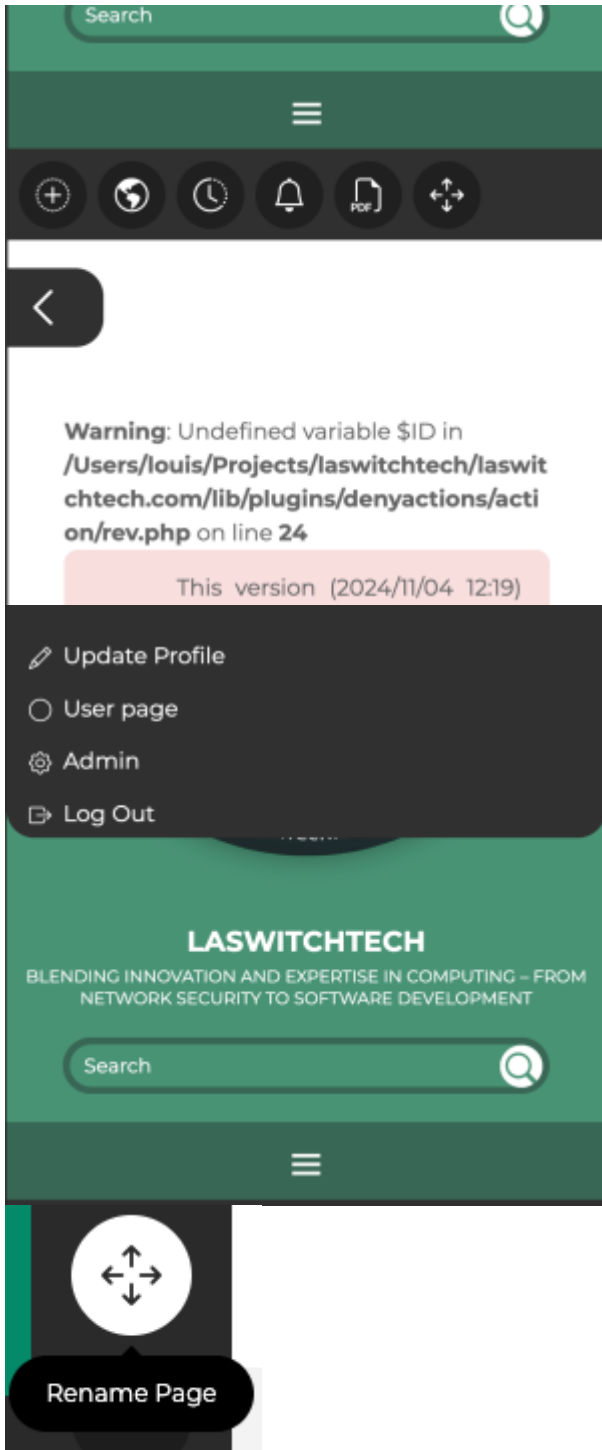 Search
PDF
Warning: Undefined variable $ID in
/Users/louis/Projects/laswitchtech/laswit
chtech.com/lib/plugins/denyactions/acti
on/rev.php on line 24
This version (2024/11/04 12:19)
Update Profile
User page
Admin
Log Out
LASWITCHTECH
BLENDING INNOVATION AND EXPERTISE IN COMPUTING – FROM
NETWORK SECURITY TO SOFTWARE DEVELOPMENT
Search
Rename Page